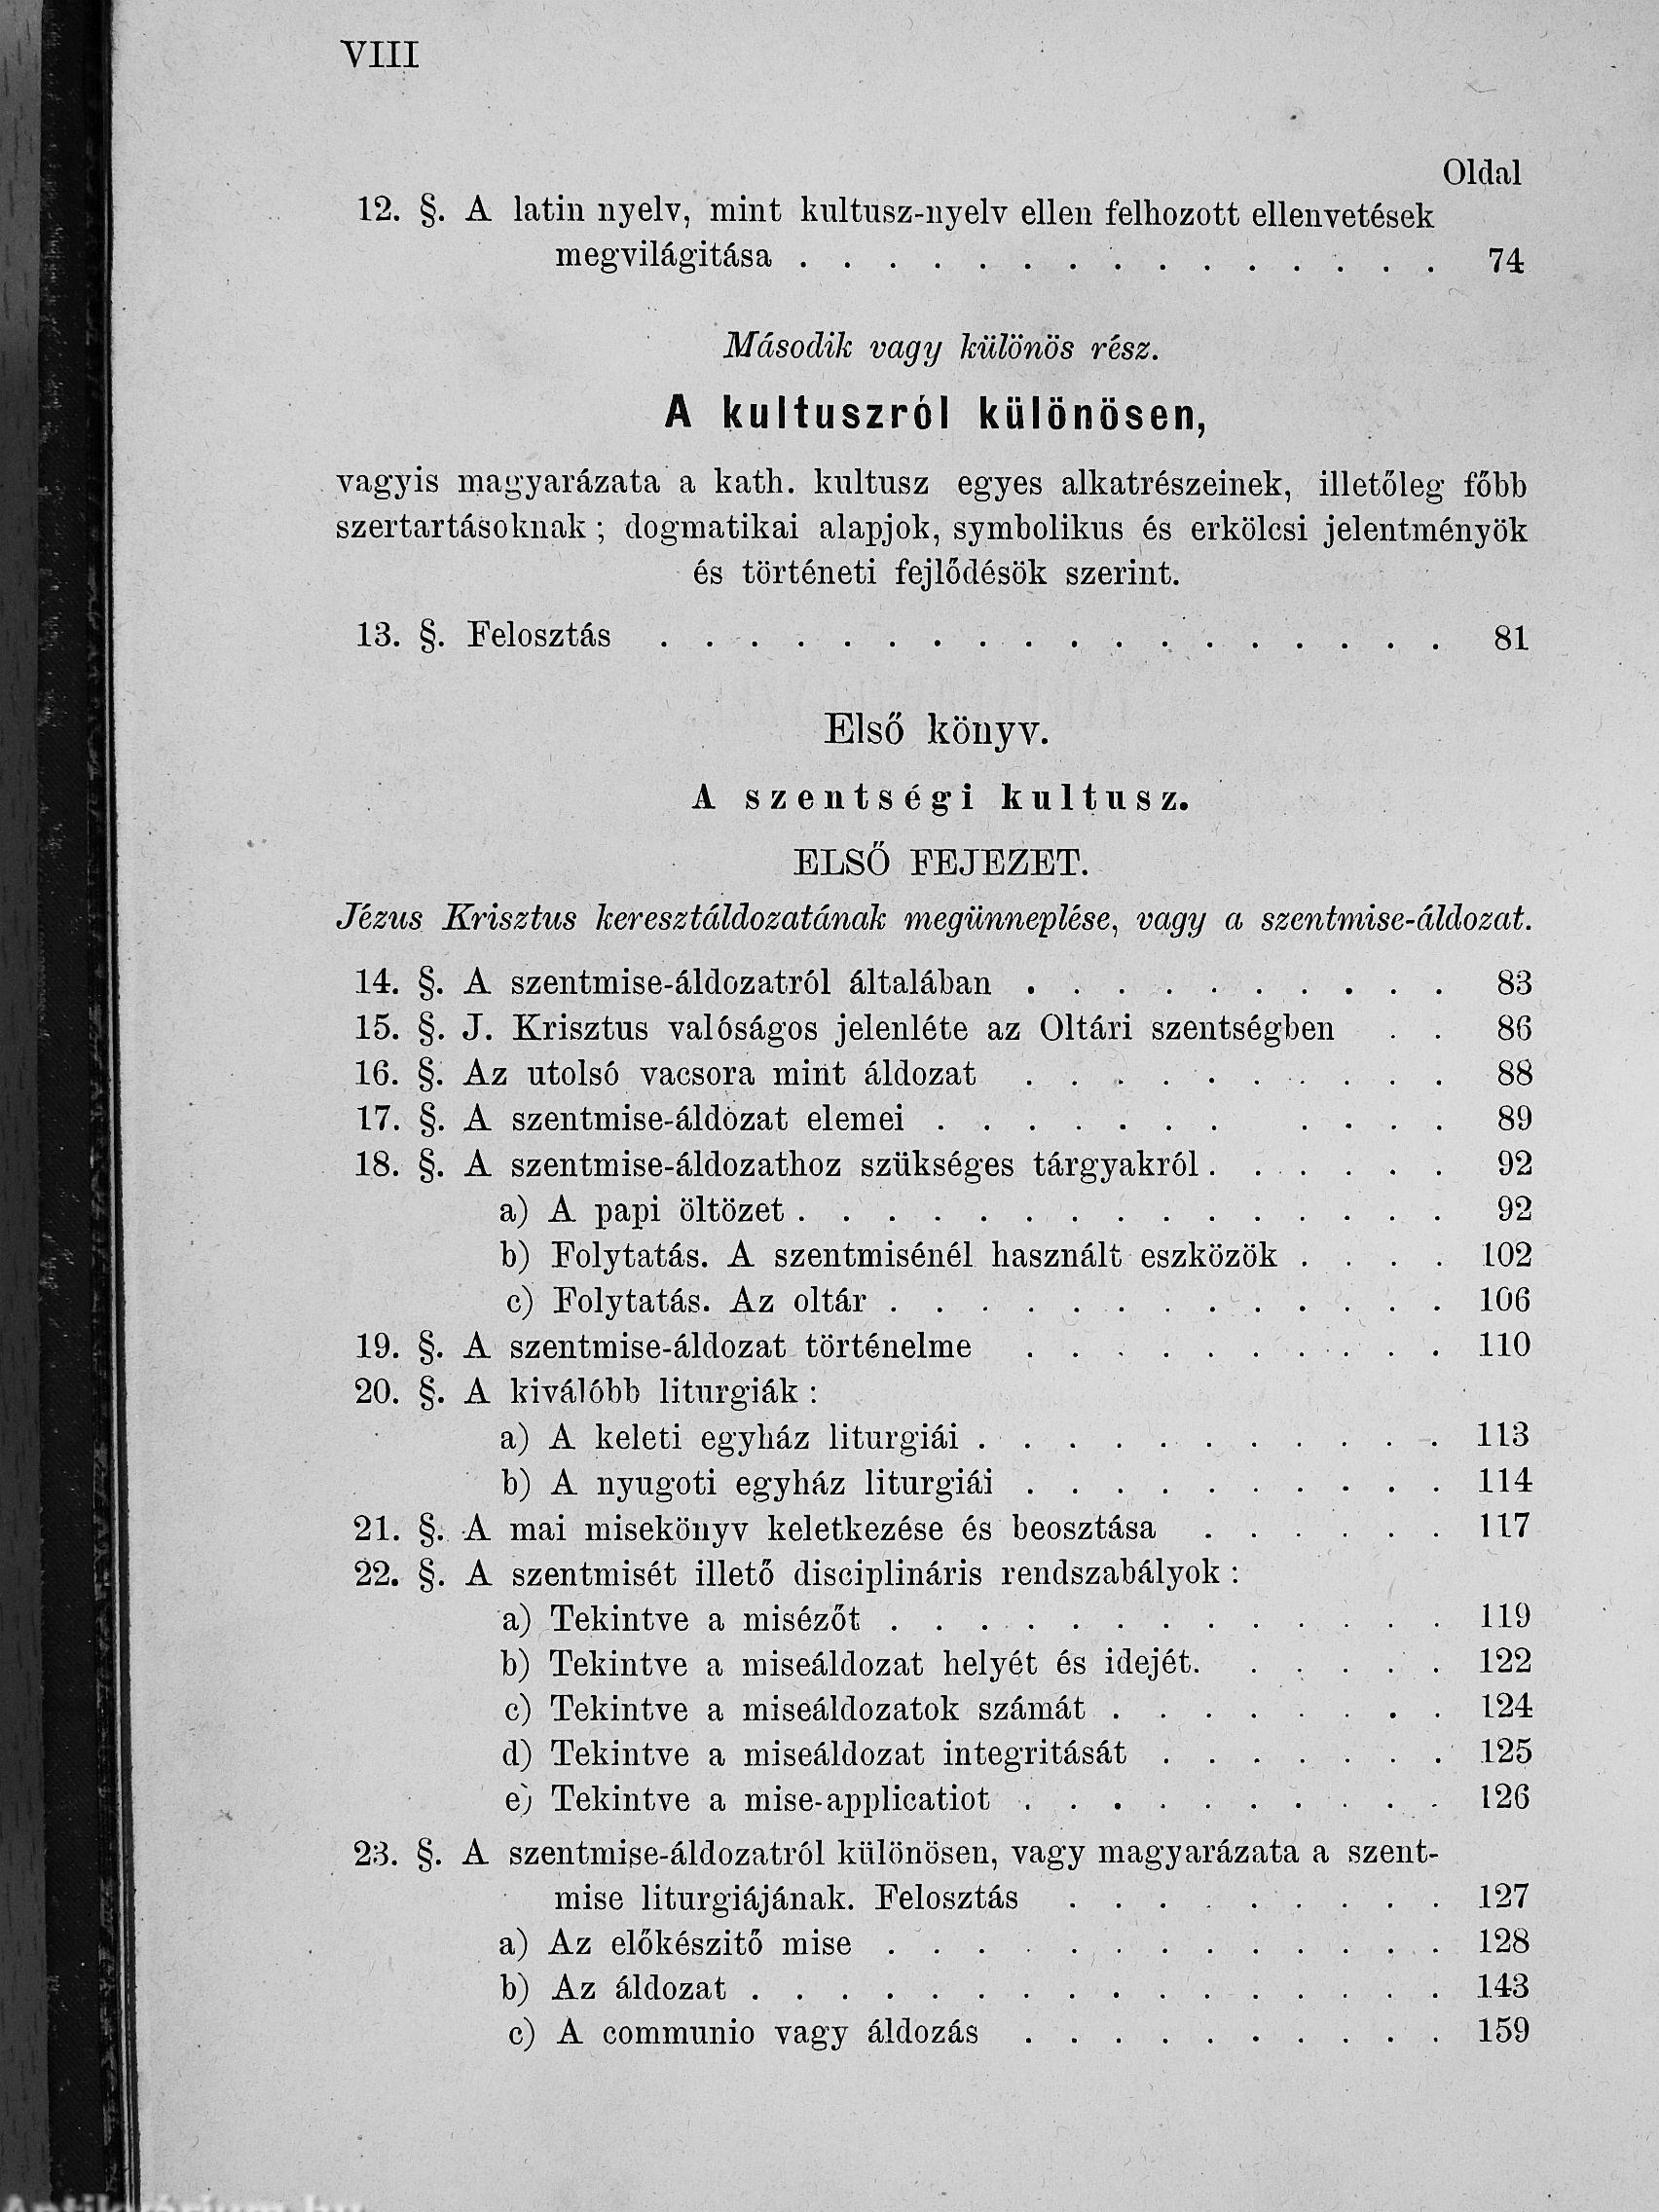 VIII
Oldal
12. §. A latin nyelv, mint kultusz-nyelv ellen felhozott ellenvetések
megvilágitása . . . . . . . . . . . . . . . 74
Második vagy különös rész.
A kultuszról különösen,
vagyis magyarázata a kath. kultusz egyes alkatrészeinek, illetőleg főbb
szertartásoknak ; dogmatikai alapjok, symbolikus és erkölcsi jelentményök
és történeti fejlődésök szerint.
13. §. Felosztás . . . . . . . . . . . . . . . . . . 81
Első könyv.
A szentségi kultusz.
ELSŐ FEJEZET.
Jézus Krisztus keresztáldozatának megünneplése, vagy a szentmise-áldozat.
14. §. A szentmise-áldozatról általában . . . . . . . . . . 83
15. §. J. Krisztus valóságos jelenléte az Oltári szentségben . . 86
16. §. Az utolsó vacsora mint áldozat . . . . . . . . . . 88
17. §. A szentmise-áldozat elemei . . . . . . . . . . . 89
18. §. A szentmise-áldozathoz szükséges tárgyakról . . . . . . 92
a) A papi öltözet . . . . . . . . . . . . . . . 92
b) Folytatás. A szentmisénél használt eszközök . . . . 102
c) Folytatás. Az oltár . . . . . . . . . . . . . 106
19. §. A szentmise-áldozat történelme . . . . . . . . . . 110
20. §. A kiválóbb liturgiák :
a) A keleti egyház liturgiái . . . . . . . . . . . 113
b) A nyugoti egyház liturgiái . . . . . . . . . . 114
21. §. A mai misekönyv keletkezése és beosztása . . . . . . 117
22. §. A szentmisét illető disciplináris rendszabályok :
a) Tekintve a misézőt . . . . . . . . . . . . . 119
b) Tekintve a miseáldozat helyét és idejét. . . . . . 122
c) Tekintve a miseáldozatok számát . . . . . . . . 124
d) Tekintve a miseáldozat integritását . . . . . . . 125
e) Tekintve a mise-applicatiot . . . . . . . . . . 126
23. §. A szentmise-áldozatról különösen, vagy magyarázata a szent-
mise liturgiájának. Felosztás . . . . . . . . . 127
a) Az előkészitő mise . . . . . . . . . . . . . 128
b) Az áldozat . . . . . . . . . . . . . . . . 143
c) A communio vagy áldozás . . . . . . . . . . 159